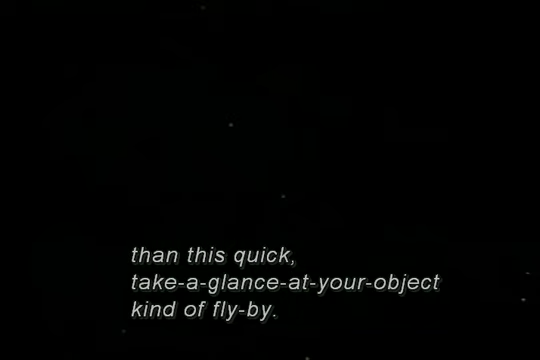 than this quick,
take-a-glance-at-your-object
kind of fly-by.